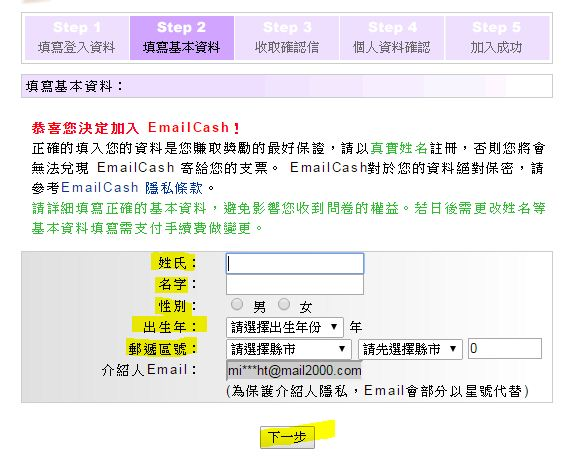 Step 1 Step 2 Step 3 Step 4 Step 5
填寫登入資料 填寫基本資料 收取確認信 個人資料確認 加入成功
填寫基本資料：
恭喜您決定加入 EmailCash！
正確的填入您的資料是您賺取獎勵的最好保證，請以真實姓名註冊，否則您將會
無法兌現 EmailCash 寄給您的支票。 EmailCash對於您的資料絕對保密，請
參考EmailCash 隱私條款。
請詳細填寫正確的基本資料，避免影響您收到問卷的權益。若日後需更改姓名等
基本資料填寫需支付手續費做變更。
姓氏：
名字：
性別： 男 女
出生年： 請選擇出生年份 年
郵遞區號： 請選擇縣市 請先選擇縣市 0
介紹人Email： mi***ht@mail2000.com
(為保護介紹人隱私，Email會部分以星號代替)
下一步